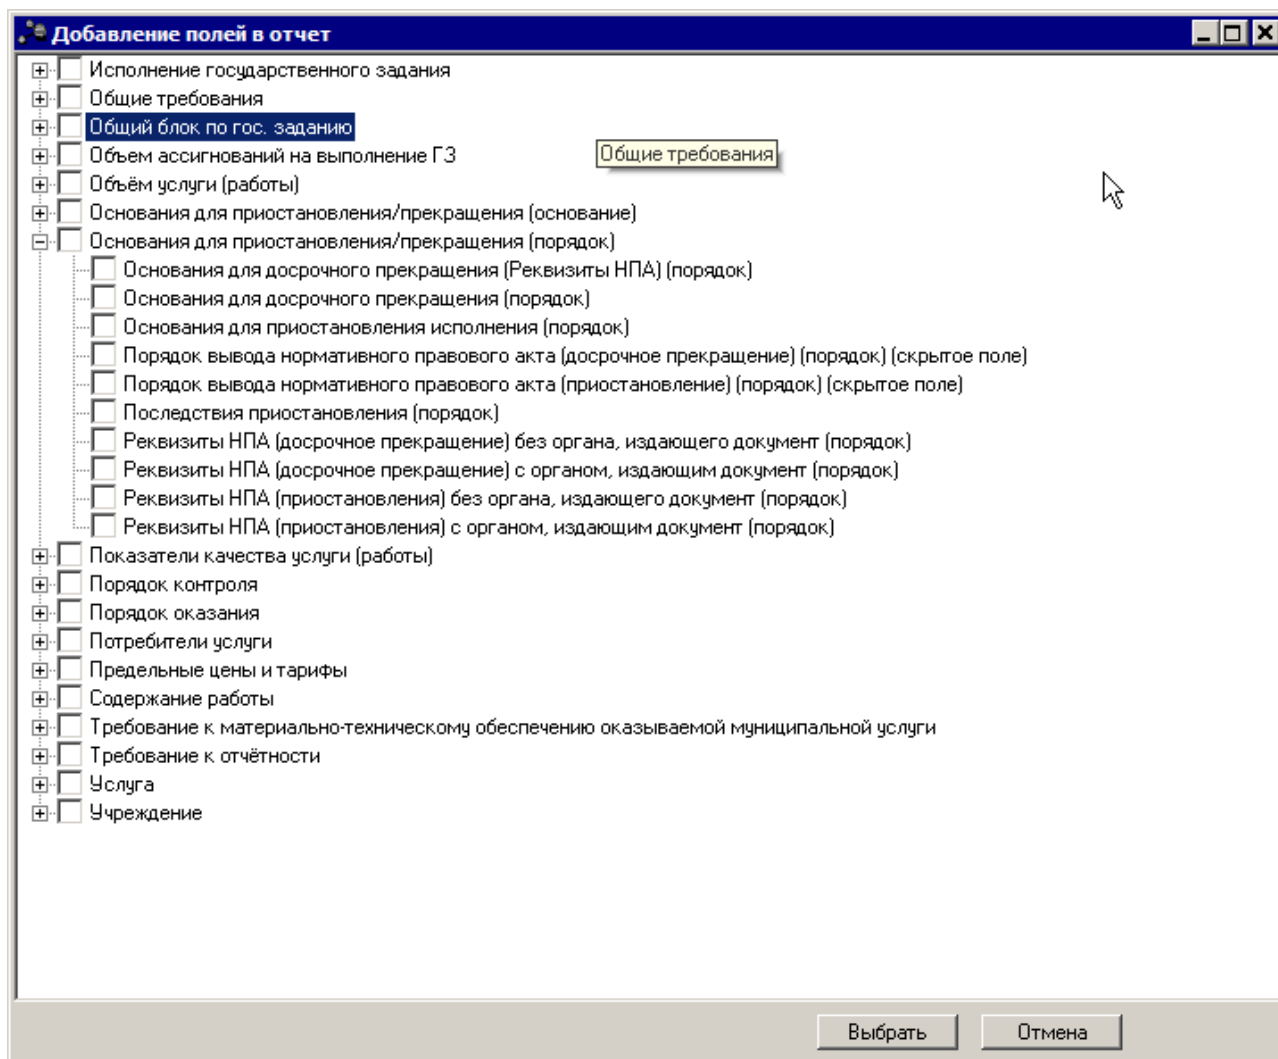 Добавление полей в отчет
Исполнение государственного задания
Общие требования
Общий блок по гос. заданию
Объем ассигнований на выполнение ГЗ
Общие требования
Объём услуги (работы)
Основания для приостановления/прекращения (основание)
Основания для приостановления/прекращения (порядок)
Основания для досрочного прекращения (Реквизиты НПА) (порядок)
Основания для досрочного прекращения (порядок)
Основания для приостановления исполнения (порядок)
Порядок вывода нормативного правового акта (досрочное прекращение) (порядок) (скрытое поле)
Порядок вывода нормативного правового акта (приостановление) (порядок) (скрытое поле)
Последствия приостановления (порядок)
Реквизиты НПА (досрочное прекращение) без органа, издающего документ (порядок)
Реквизиты НПА (досрочное прекращение) с органом, издающим документ (порядок)
Реквизиты НПА (приостановления) без органа, издающего документ (порядок)
Реквизиты НПА (приостановления) с органом, издающим документ (порядок)
Показатели качества услуги (работы)
Порядок контроля
Порядок оказания
Потребители услуги
Предельные цены и тарифы
Содержание работы
Требование к материально-техническому обеспечению оказываемой муниципальной услуги
Требование к отчётности
Услуга
Учреждение
Выбрать
Отмена